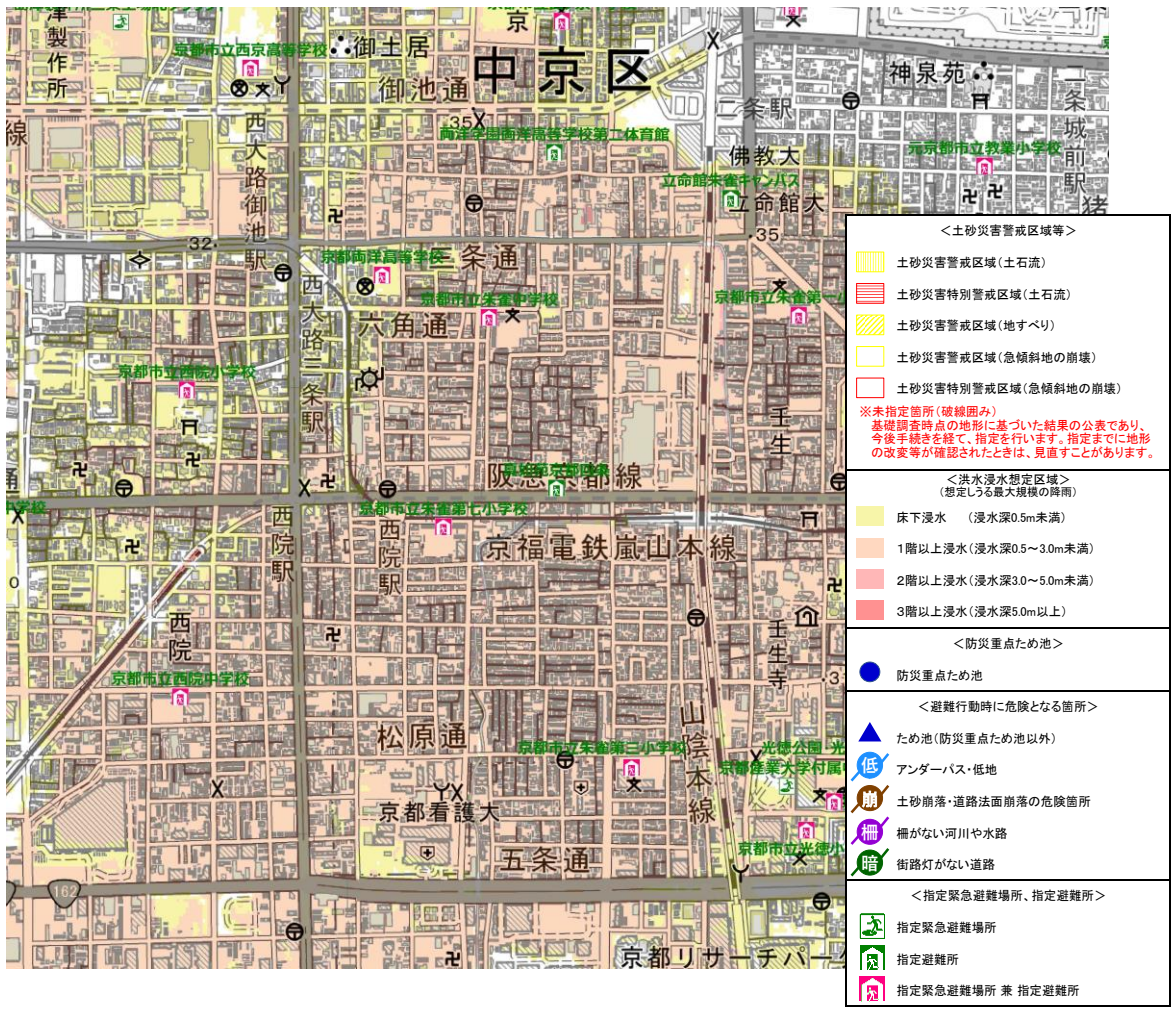 津製作所
京都市立西京高等学校
御土居
京
中京区
御池通
神泉苑
二条駅
二条城前駅
猪
線
35
両洋学園両洋高等学校第二体育館
佛教大
元京都市立教業小学校
立命館朱雀キャンパス
立命館大
西大路御池駅
32
35
京都両洋高等学校
三条通
京都市立朱雀中学校
京都市立朱雀第一小
六角通
西大路三条駅
京都市立西院小学校
壬生
通
阪急京都線
中学校
京都市立朱雀第七小学校
西院駅
西院駅
京福電鉄嵐山本線
0
西院
壬生寺
京都市立西院中学校
松原通
山陰本線
京都市立朱雀第三小学校
光徳公園・光
京都産業大学付属中
京都看護大
五条通
京都市立光徳小
162
京都リサーチパーク
<土砂災害警戒区域等>
土砂災害警戒区域(土石流)
土砂災害特別警戒区域(土石流)
土砂災害警戒区域(地すべり)
土砂災害警戒区域(急傾斜地の崩壊)
土砂災害特別警戒区域(急傾斜地の崩壊)
※未指定箇所(破線囲み)
基礎調査時点の地形に基づいた結果の公表であり、
今後手続きを経て、指定を行います。指定までに地形
の改変等が確認されたときは、見直すことがあります。
<洪水浸水想定区域>
(想定しうる最大規模の降雨)
床下浸水 (浸水深0.5m未満)
1階以上浸水(浸水深0.5~3.0m未満)
2階以上浸水(浸水深3.0~5.0m未満)
3階以上浸水(浸水深5.0m以上)
<防災重点ため池>
防災重点ため池
<避難行動時に危険となる箇所>
ため池(防災重点ため池以外)
低 アンダーパス・低地
崩 土砂崩落・道路法面崩落の危険箇所
柵 柵がない河川や水路
暗 街路灯がない道路
<指定緊急避難場所、指定避難所>
指定緊急避難場所
指定避難所
指定緊急避難場所 兼 指定避難所